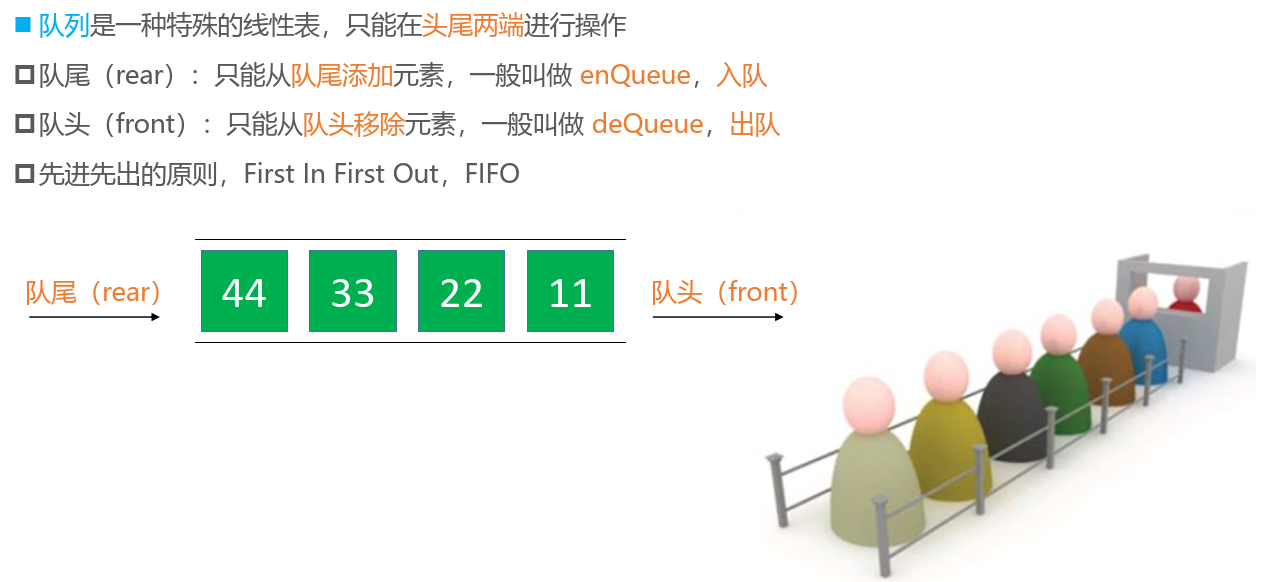 队列是一种特殊的线性表，只能在头尾两端进行操作
队尾（rear）：只能从队尾添加元素，一般叫做 enQueue，入队
队头（front）：只能从队头移除元素，一般叫做 deQueue，出队
先进先出的原则，First In First Out，FIFO
队尾（rear） 44 33 22 11 队头（front）